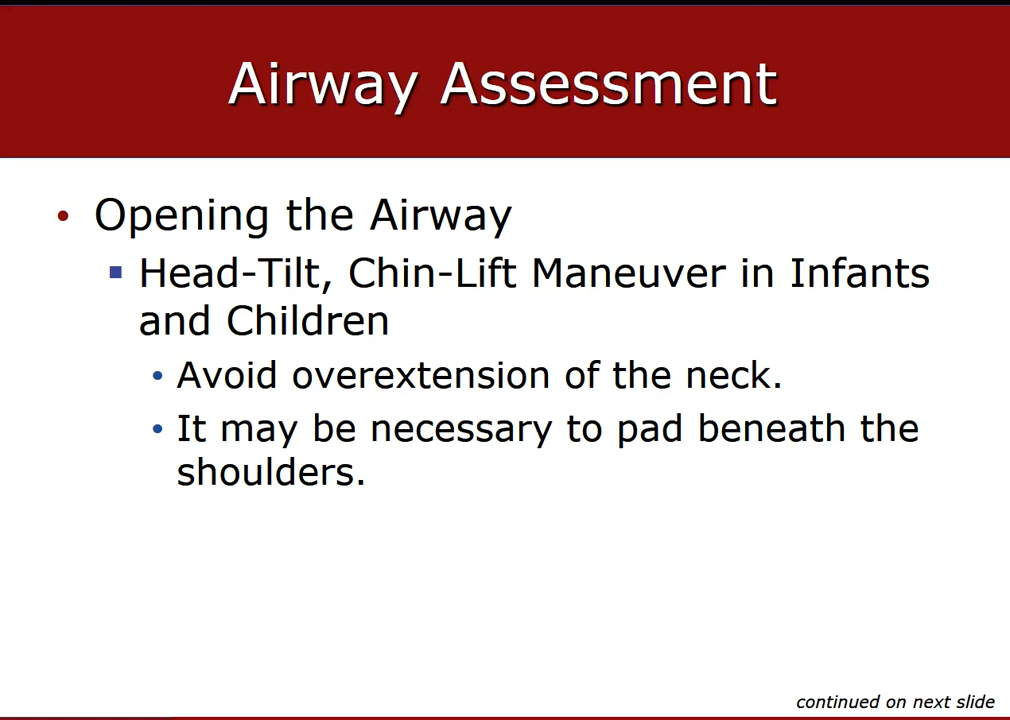 Airway Assessment
• Opening the Airway
▪ Head-Tilt, Chin-Lift Maneuver in Infants
and Children
• Avoid overextension of the neck.
• It may be necessary to pad beneath the
shoulders.
continued on next slide